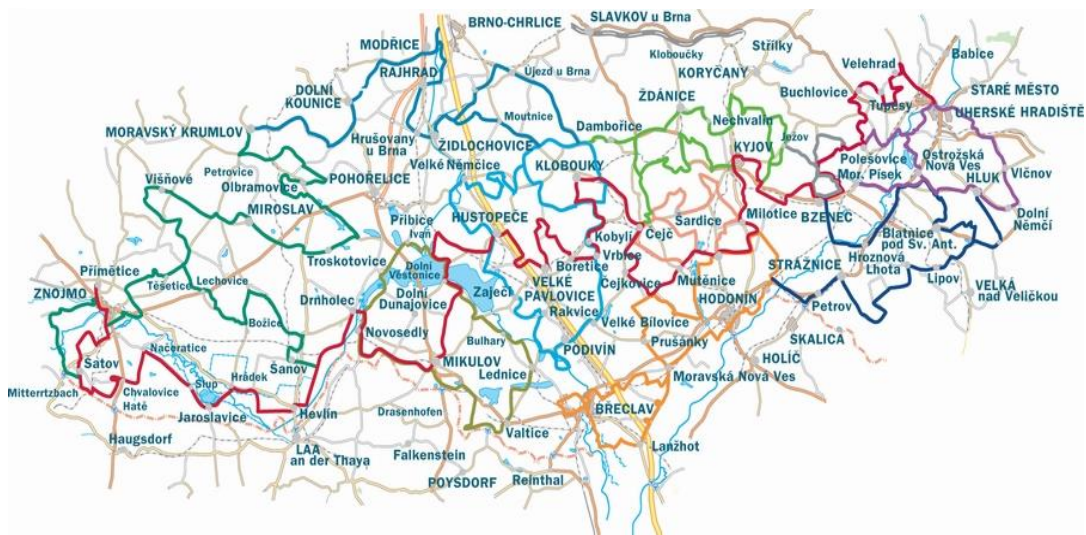 SLAVKOV u Brna
BRNO-CHRLICE
MODŘICE
Kloboučky
Střílky
Babice
RAJHRAD
Újezd u Brna
KORYČANY
Velehrad
Buchlovice
STARÉ MĚSTO
DOLNÍ
KOUNICE
ŽDÁNICE
Tupesy
UHERSKÉ HRADIŠTĚ
Moutnice
Nechvalín
MORAVSKÝ KRUMLOV
Hrušovany
u Brna
Dambořice
Ježov
ŽIDLOCHOVICE
KYJOV
Polešovice
Ostrožská
Nová Ves
Velké Němčice
KLOBOUKY
Mor. Písek
Vlčnov
Petrovice
Olbramovice
POHOŘELICE
HLUK
Višňové
MIROSLAV
Přibice
HUSTOPEČE
Šardice
Milotice
BZENEC
Dolní
Němčí
Ivaň
Kobylí
Čejč
Blatnice
pod Sv. Ant.
Troskotovice
Vrbice
Boretice
Hroznová
Lhota
Přímětice
Lechovice
Dolní
Věstonice
Čejkovice
Mutěnice
STRÁŽNICE
Lipov
Těšetice
VELKÉ
PAVLOVICE
VELKÁ
nad Veličkou
ZNOJMO
Drnholec
Dolní
Dunajovice
Zaječí
HODONÍN
Petrov
Rakvice
Velké Bílovice
Božice
Novosedly
Bulhary
Prušánky
SKALICA
Načeratice
PODIVÍN
HOLÍČ
Šatov
Šanov
MIKULOV
Lednice
Moravská Nová Ves
Hrádek
Slup
Mitterrtzbach
Chvalovice
Hatě
Jaroslavice
Hevlín
Drasenhofen
BŘECLAV
Valtice
Haugsdorf
LAA
an der Thaya
Falkenstein
Lanžhot
POYSDORF
Reinthal